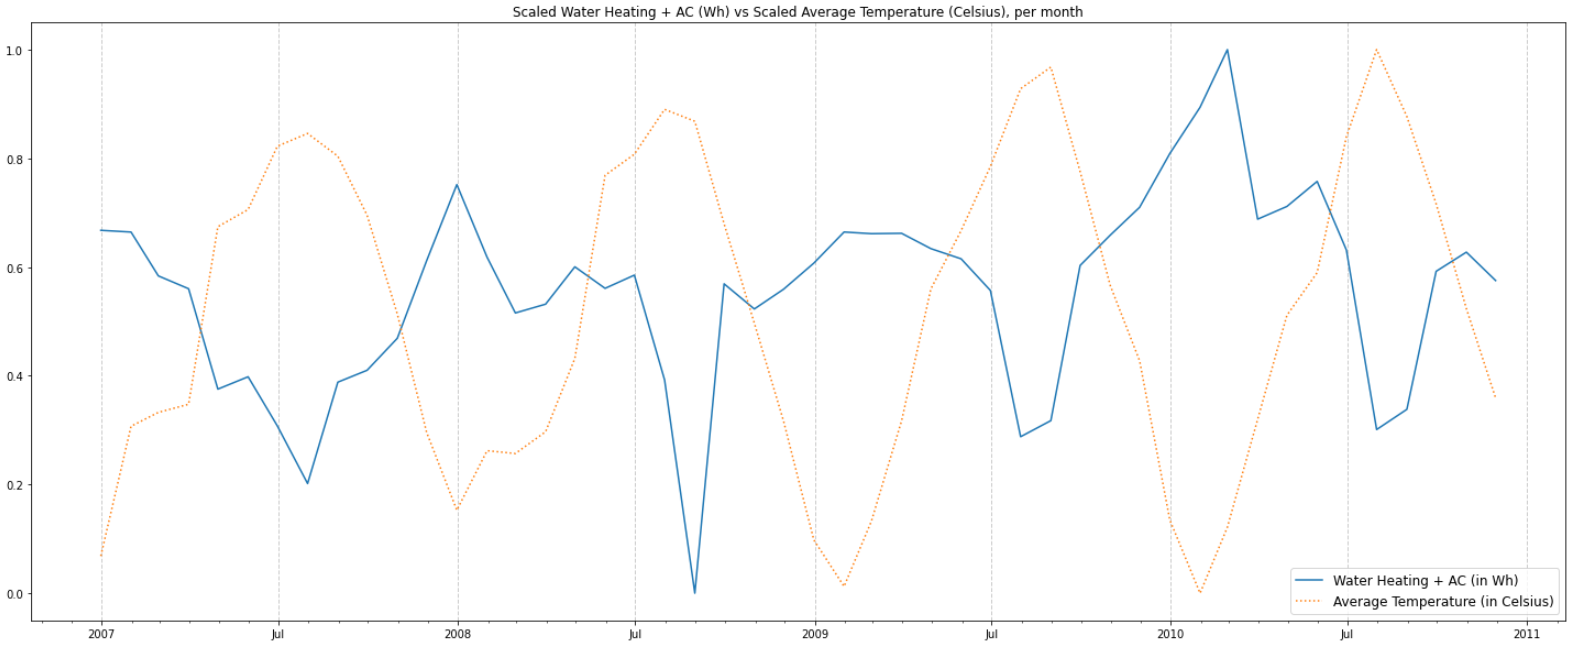 Scaled Water Heating + AC (Wh) vs Scaled Average Temperature (Celsius), per month
1.0
0.8
0.6
0.4
0.2
0.0
Water Heating + AC (in Wh)
Average Temperature (in Celsius)
2007 Jul 2008 Jul 2009 Jul 2010 Jul 2011